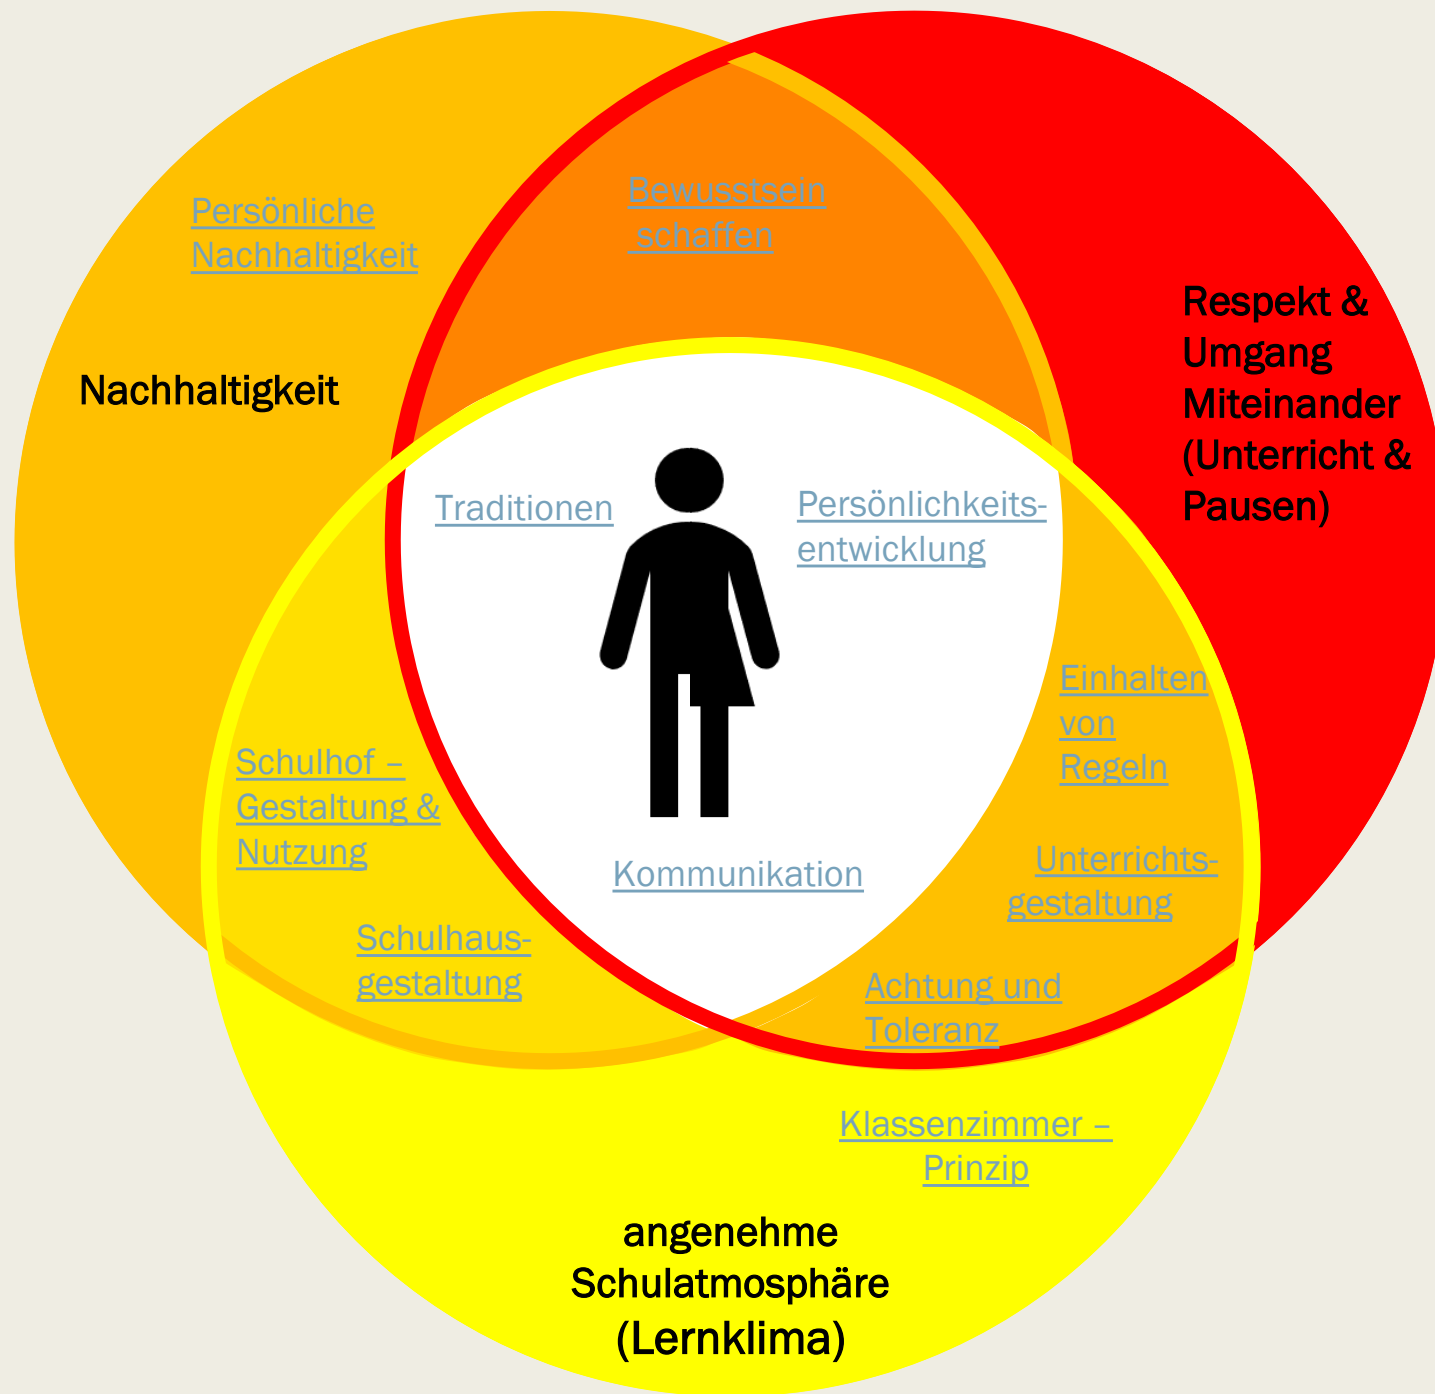 Persönliche
Nachhaltigkeit
Bewusstsein
schaffen
Nachhaltigkeit
Respekt &
Umgang
Miteinander
(Unterricht &
Pausen)
Traditionen
Persönlichkeits-
entwicklung
Einhalten
von
Regeln
Schulhof –
Gestaltung &
Nutzung
Kommunikation
Unterrichts-
gestaltung
Schulhaus-
gestaltung
Achtung und
Toleranz
Klassenzimmer –
Prinzip
angenehme
Schulatmosphäre
(Lernklima)